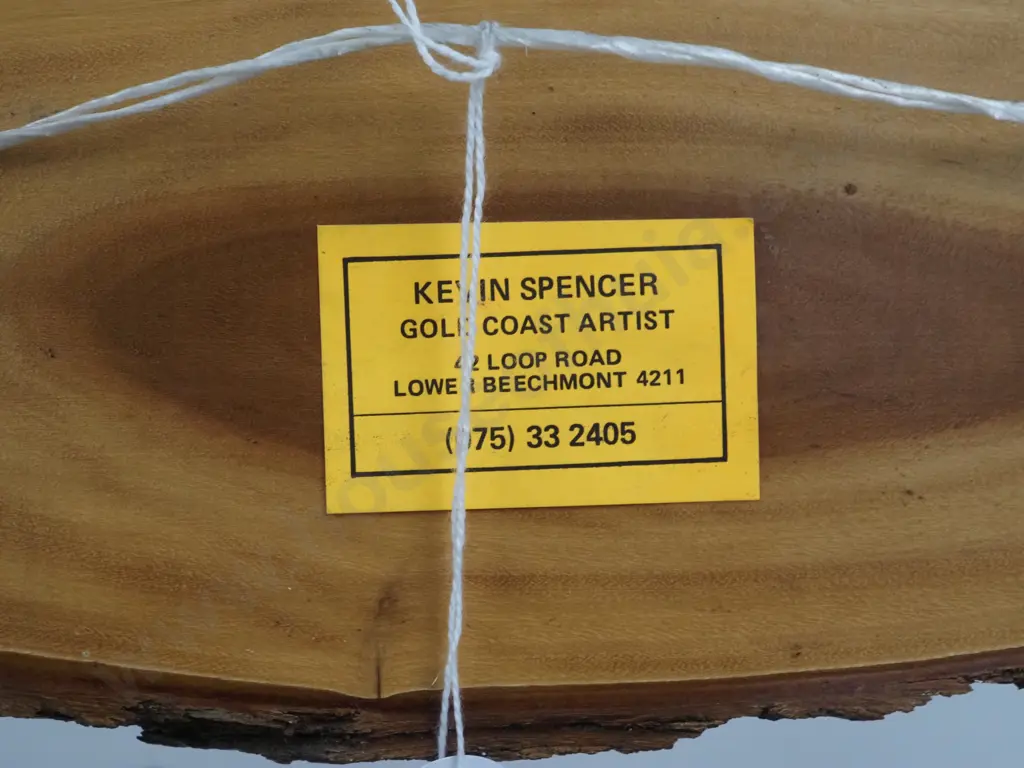 KEVIN SPENCER
GOLD COAST ARTIST
42 LOOP ROAD
LOWER BEECHMONT 4211
(075) 33 2405